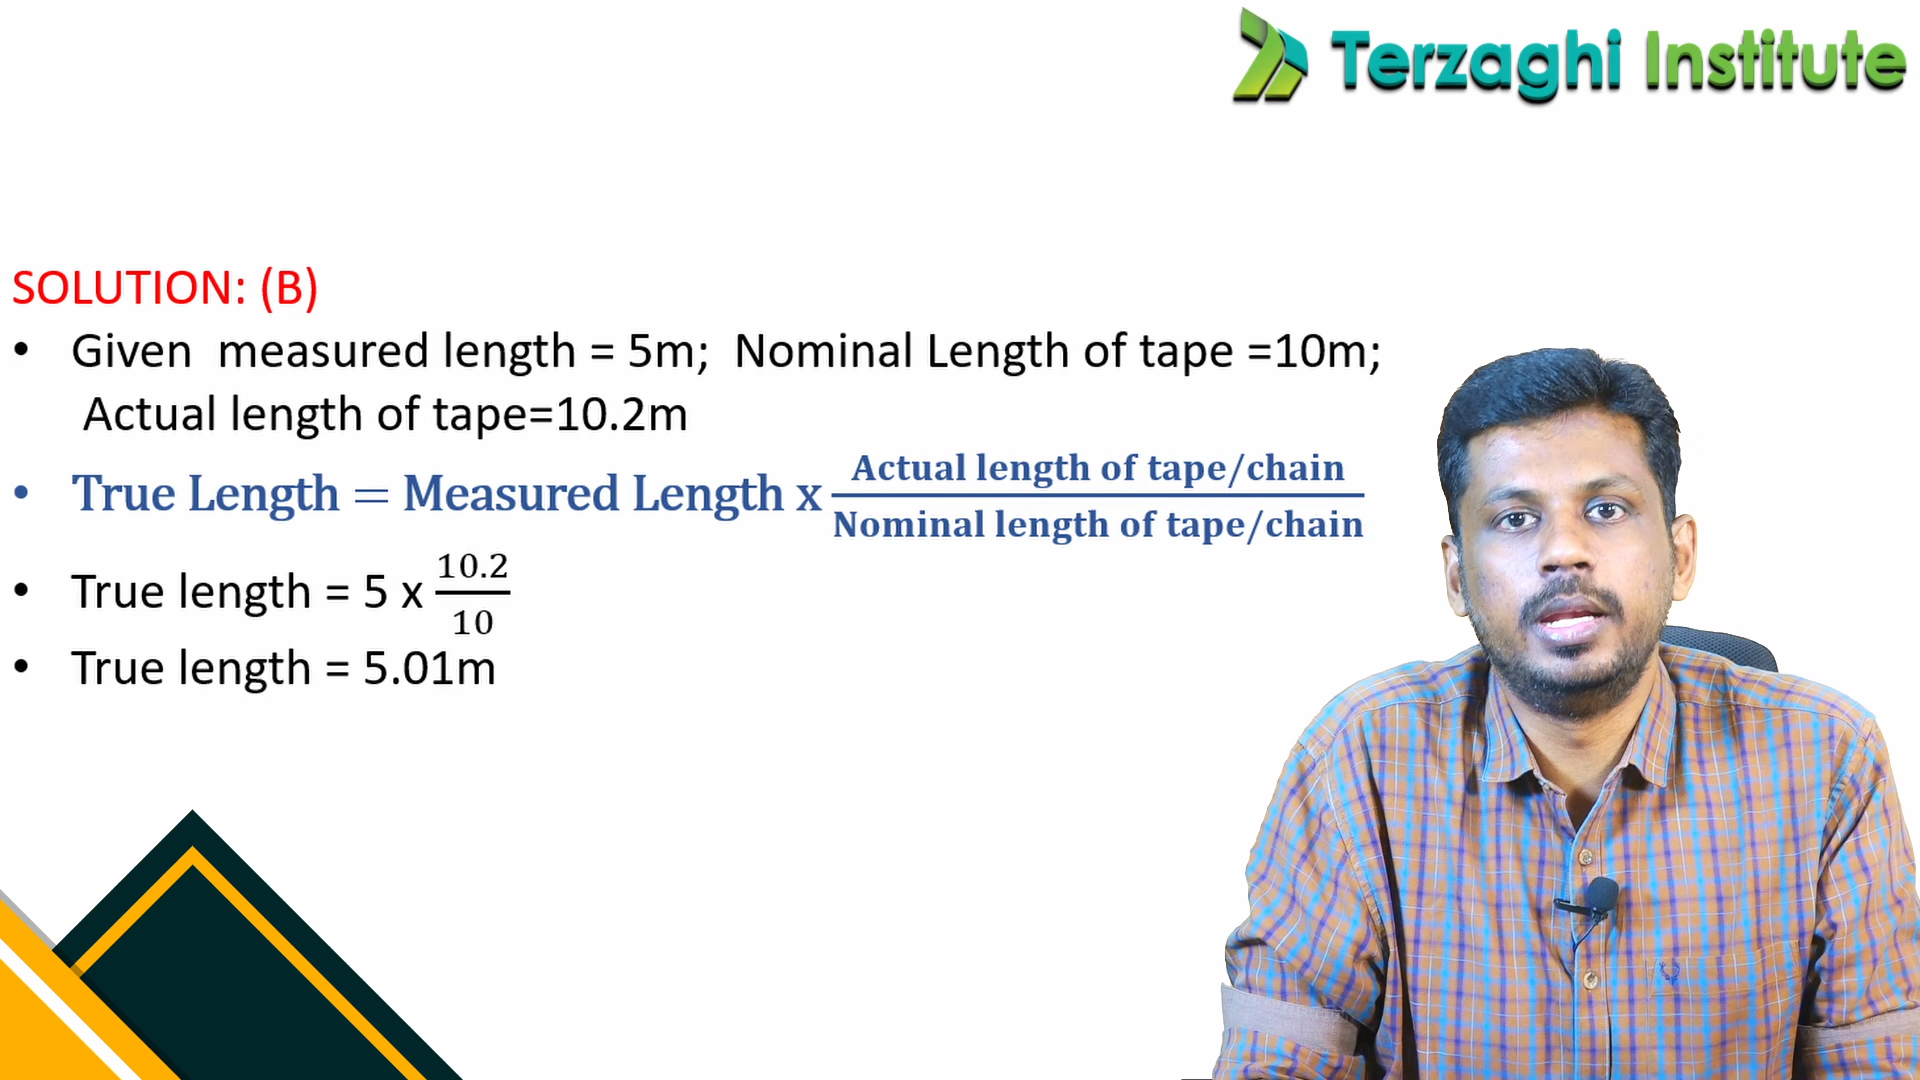 Terzaghi Institute
SOLUTION: (B)
• Given measured length = 5m; Nominal Length of tape =10m;
Actual length of tape=10.2m
• True Length = Measured Length x Actual length of tape/chain / Nominal length of tape/chain
• True length = 5 x 10.2 / 10
• True length = 5.01m